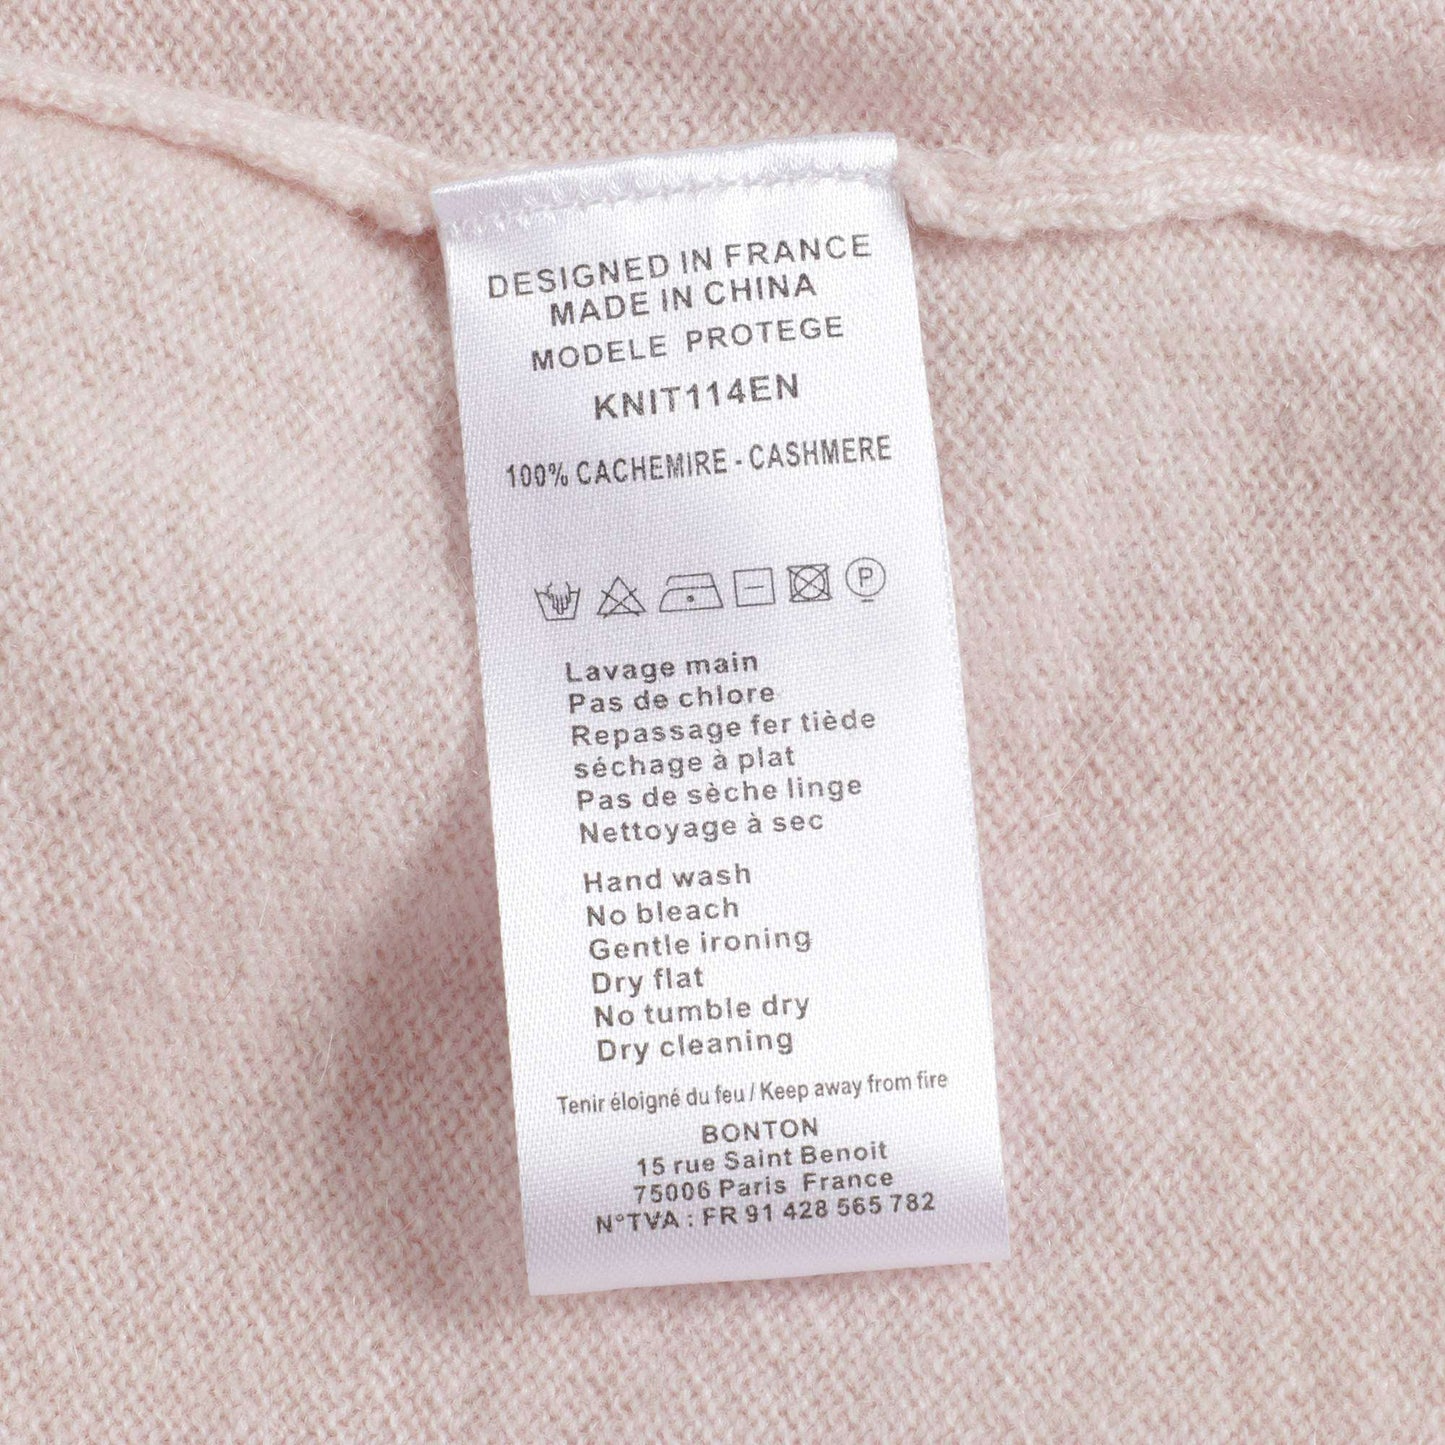 DESIGNED IN FRANCE
MADE IN CHINA
MODELE PROTEGE
KNIT114EN
100% CACHEMIRE - CASHMERE
P
Lavage main
Pas de chlore
Repassage fer tiède
séchage à plat
Pas de sèche linge
Nettoyage à sec
Hand wash
No bleach
Gentle ironing
Dry flat
No tumble dry
Dry cleaning
Tenir éloigné du feu / Keep away from fire
BONTON
15 rue Saint Benoit
75006 Paris France
N°TVA : FR 91 428 565 782